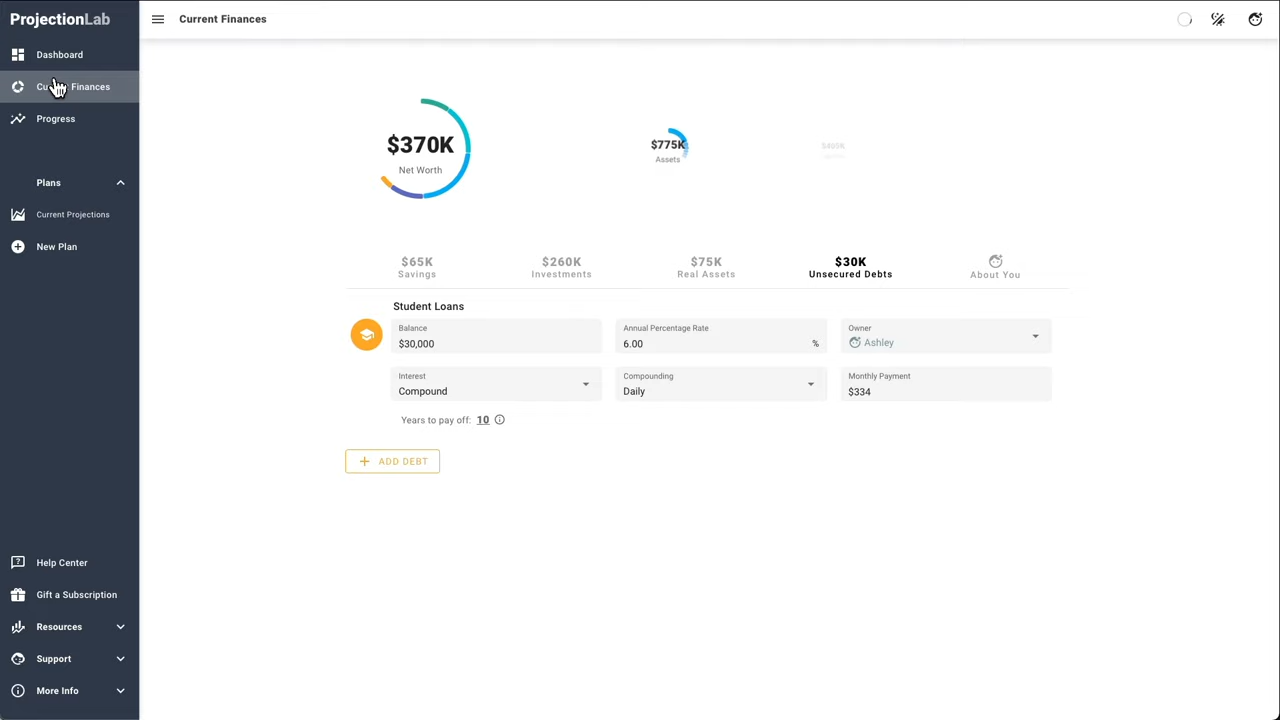 ProjectionLab
Current Finances
Dashboard
Finances
Progress
Plans
Current Projections
New Plan
Help Center
Gift a Subscription
Resources
Support
More Info
$370K
Net Worth
$775K
Assets
$65K
Savings
$260K
Investments
$75K
Real Assets
$30K
Unsecured Debts
About You
Student Loans
Balance
$30,000
Annual Percentage Rate
6.00 %
Owner
Ashley
Interest
Compound
Compounding
Daily
Monthly Payment
$334
Years to pay off: 10
ADD DEBT